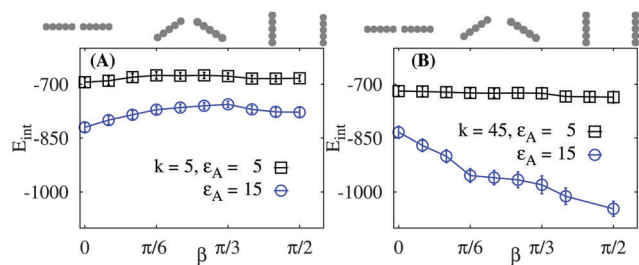 (A)
-700
-850
-1000
E_int
k = 5, ε_A = 5
ε_A = 15
0
π/6
β
π/3
π/2
(B)
-700
-850
-1000
E_int
k = 45, ε_A = 5
ε_A = 15
0
π/6
β
π/3
π/2